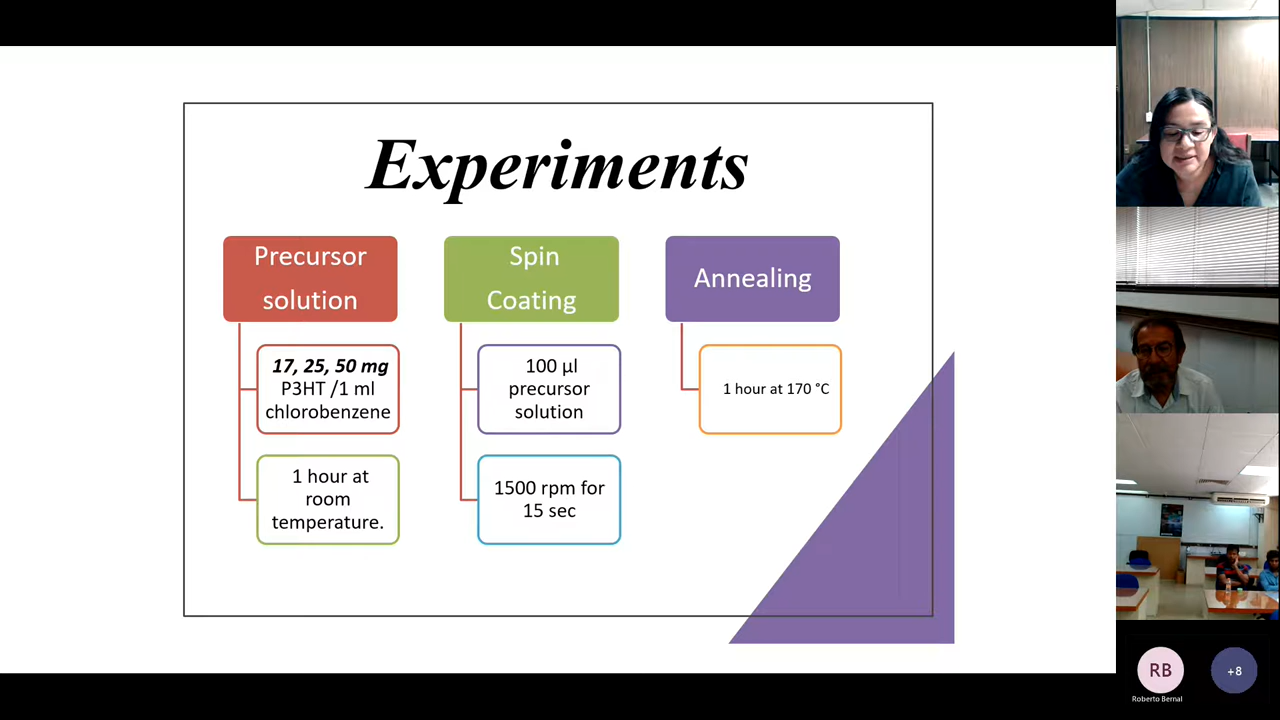 Experiments
Precursor
solution
17, 25, 50 mg
P3HT /1 ml
chlorobenzene
1 hour at
room
temperature.
Spin
Coating
100 µl
precursor
solution
1500 rpm for
15 sec
Annealing
1 hour at 170 °C
RB
Roberto Bernal
+8